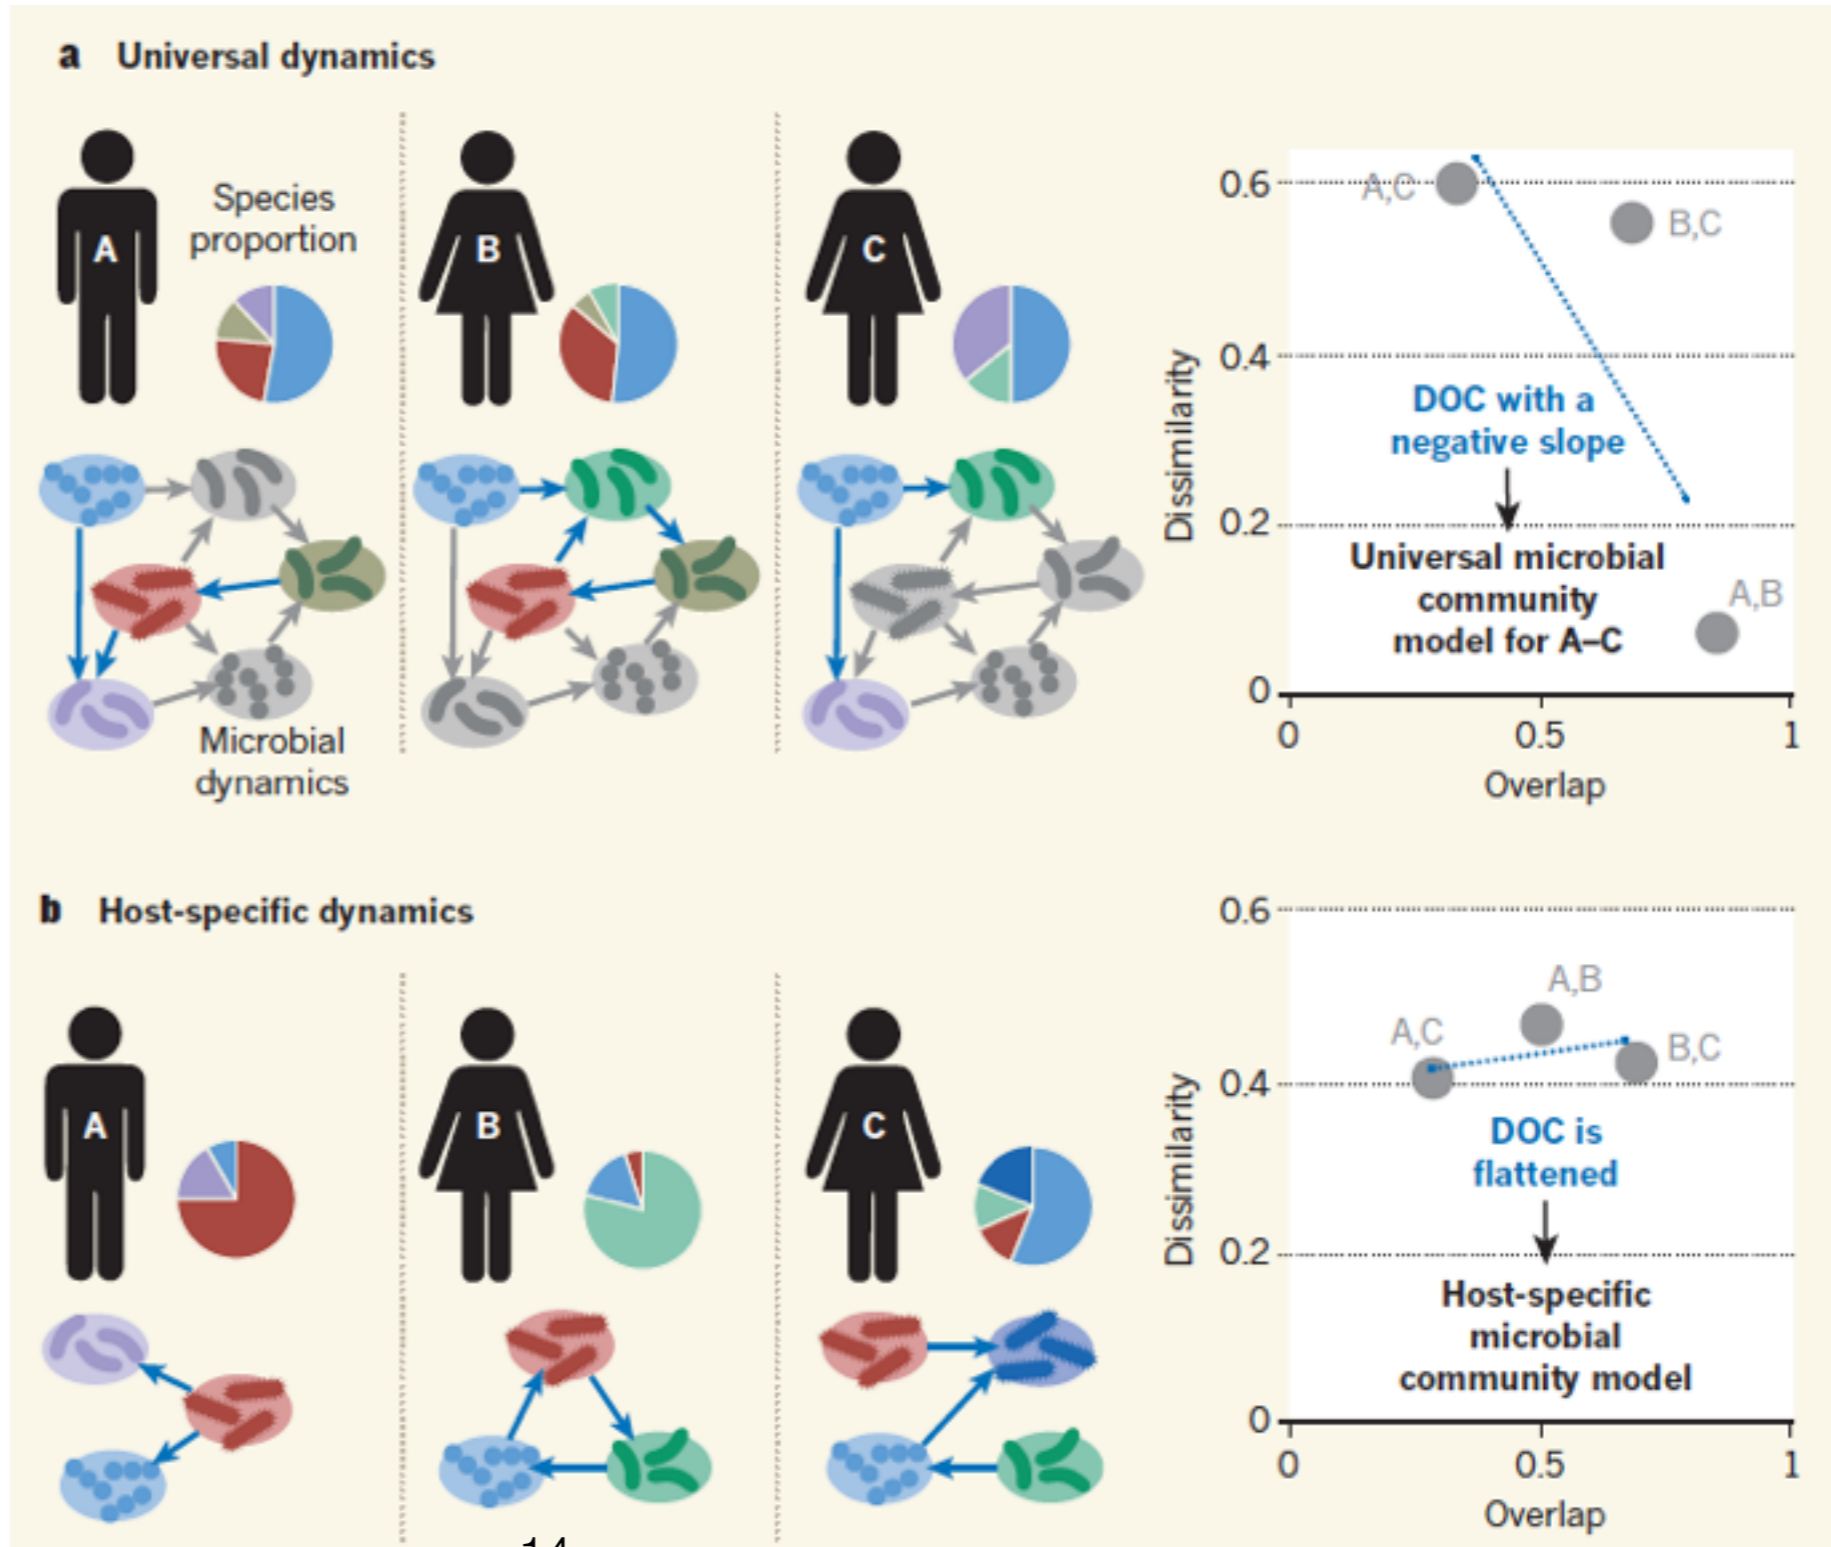 a Universal dynamics
A
Species
proportion
B
C
Microbial
dynamics
0.6
0.4
0.2
0
Dissimilarity
A,C
B,C
DOC with a
negative slope
Universal microbial
community
model for A–C
A,B
0
0.5
1
Overlap
b Host-specific dynamics
A
B
C
0.6
0.4
0.2
0
Dissimilarity
A,B
A,C
B,C
DOC is
flattened
Host-specific
microbial
community model
0
0.5
1
Overlap